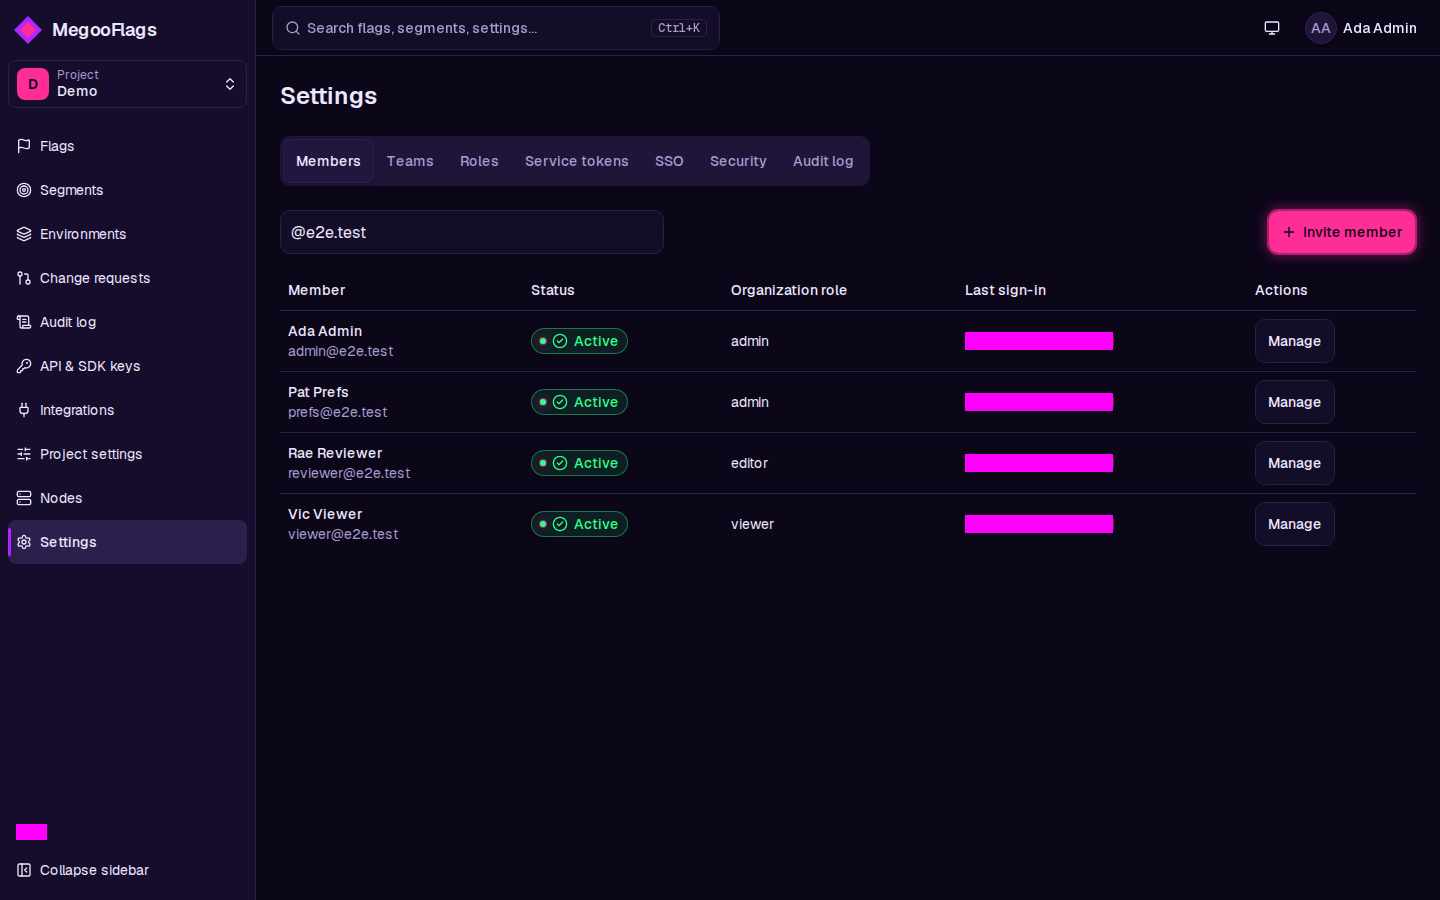 MegooFlags
Search flags, segments, settings...
Ctrl+K
AA
Ada Admin
D
Project
Demo
Flags
Segments
Environments
Change requests
Audit log
API & SDK keys
Integrations
Project settings
Nodes
Settings
Collapse sidebar
Settings
Members
Teams
Roles
Service tokens
SSO
Security
Audit log
@e2e.test
Invite member
Member
Status
Organization role
Last sign-in
Actions
Ada Admin
admin@e2e.test
Active
admin
Manage
Pat Prefs
prefs@e2e.test
Active
admin
Manage
Rae Reviewer
reviewer@e2e.test
Active
editor
Manage
Vic Viewer
viewer@e2e.test
Active
viewer
Manage